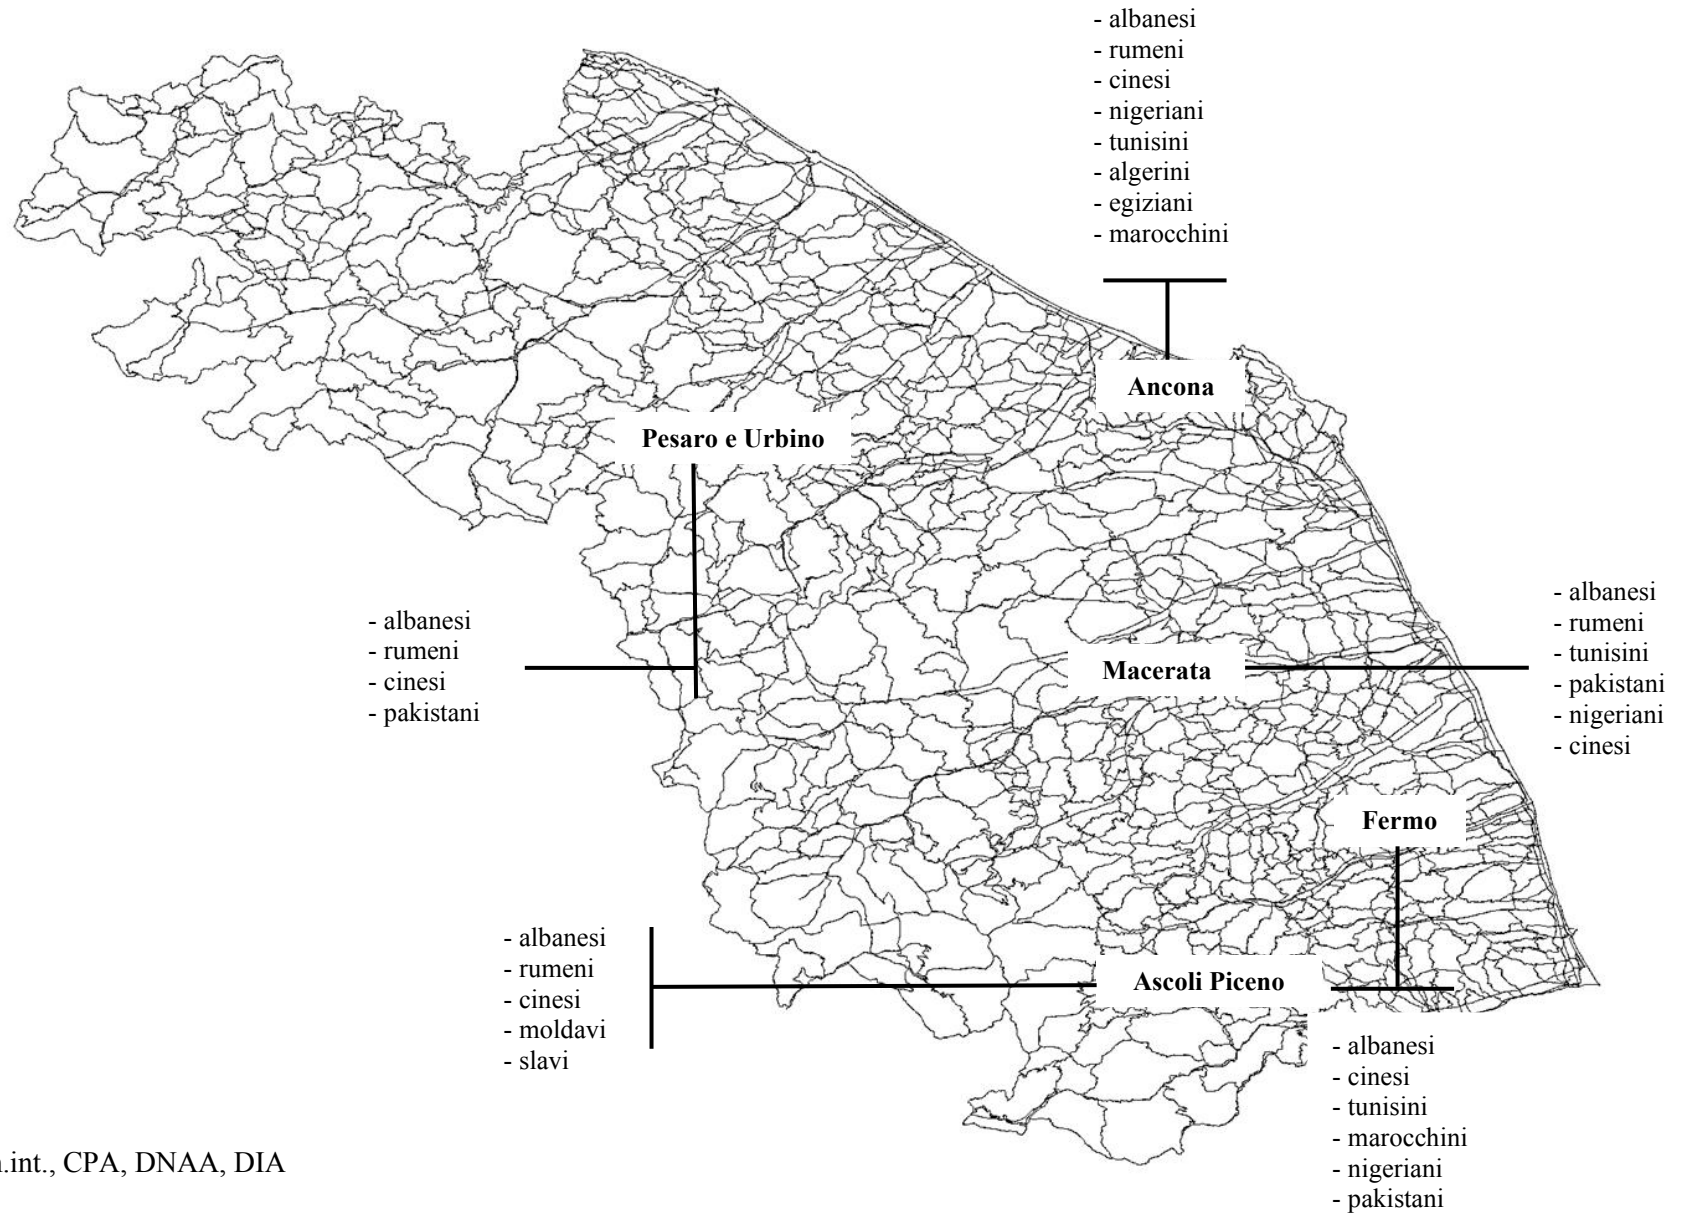 - albanesi
- rumeni
- cinesi
- nigeriani
- tunisini
- algerini
- egiziani
- marocchini
Ancona
Pesaro e Urbino
- albanesi
- rumeni
- cinesi
- pakistani
Macerata
- albanesi
- rumeni
- tunisini
- pakistani
- nigeriani
- cinesi
Fermo
Ascoli Piceno
- albanesi
- rumeni
- cinesi
- moldavi
- slavi
- albanesi
- cinesi
- tunisini
- marocchini
- nigeriani
- pakistani
.int., CPA, DNAA, DIA